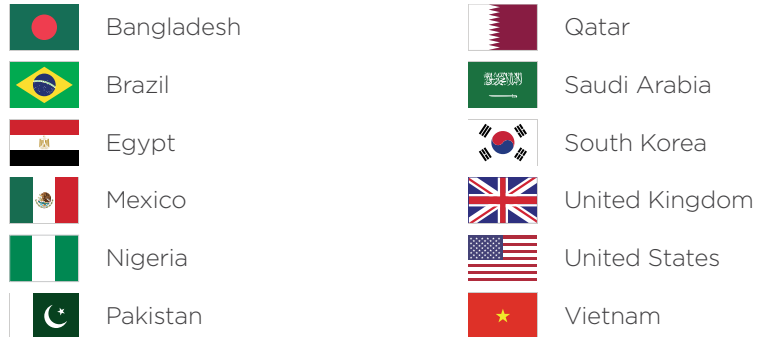 Bangladesh
Brazil
Egypt
Mexico
Nigeria
Pakistan
Qatar
Saudi Arabia
South Korea
United Kingdom
United States
Vietnam